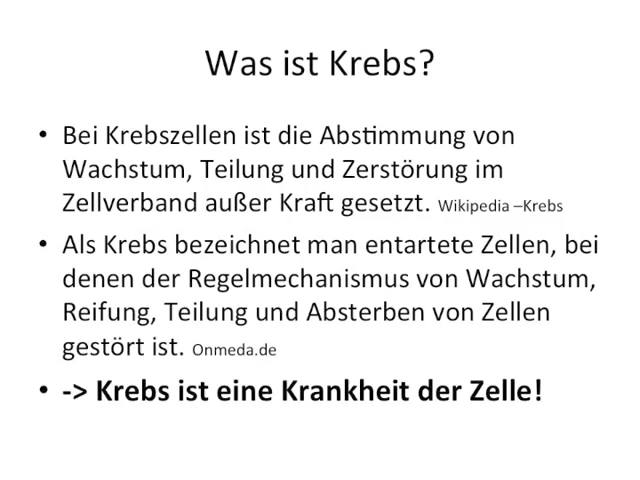 Was ist Krebs?
• Bei Krebszellen ist die Abstimmung von
Wachstum, Teilung und Zerstörung im
Zellverband außer Kraft gesetzt. Wikipedia –Krebs
• Als Krebs bezeichnet man entartete Zellen, bei
denen der Regelmechanismus von Wachstum,
Reifung, Teilung und Absterben von Zellen
gestört ist. Onmeda.de
• -> Krebs ist eine Krankheit der Zelle!